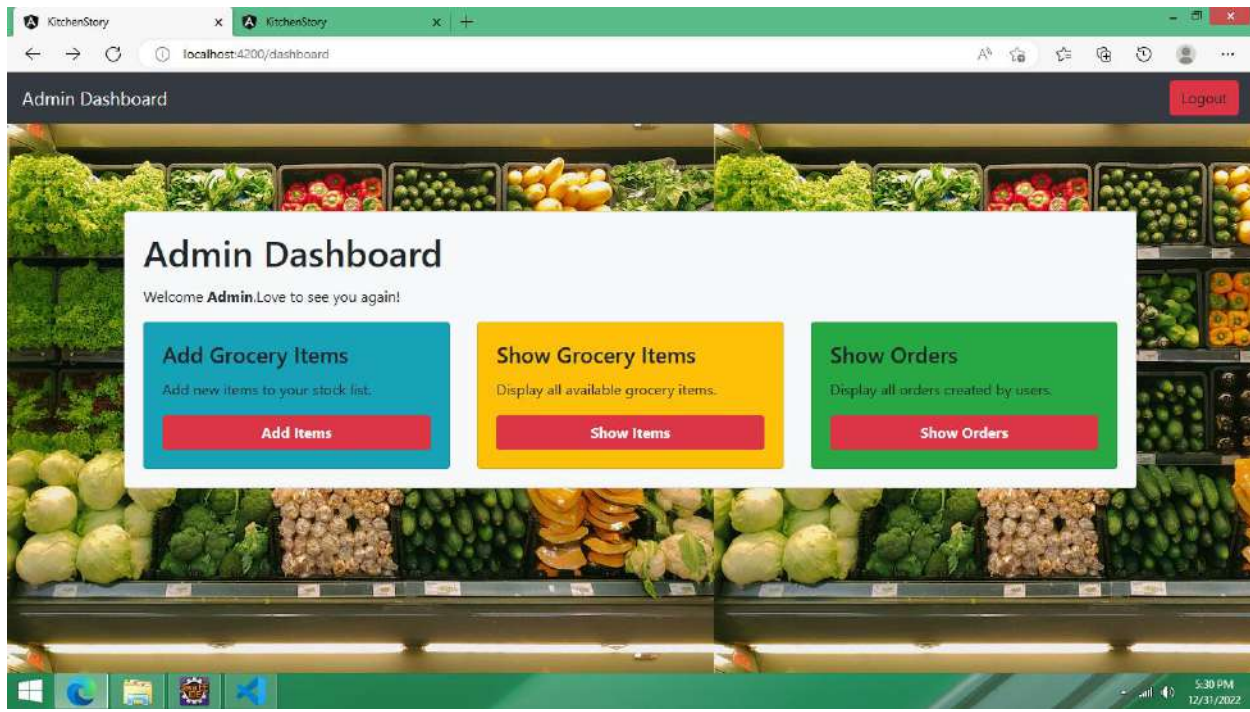 KitchenStory
KitchenStory
localhost:4200/dashboard
Admin Dashboard
Logout
Admin Dashboard
Welcome Admin.Love to see you again!
Add Grocery Items
Add new items to your stock list.
Add Items
Show Grocery Items
Display all available grocery items.
Show Items
Show Orders
Display all orders created by users.
Show Orders
5:30 PM
12/31/2022